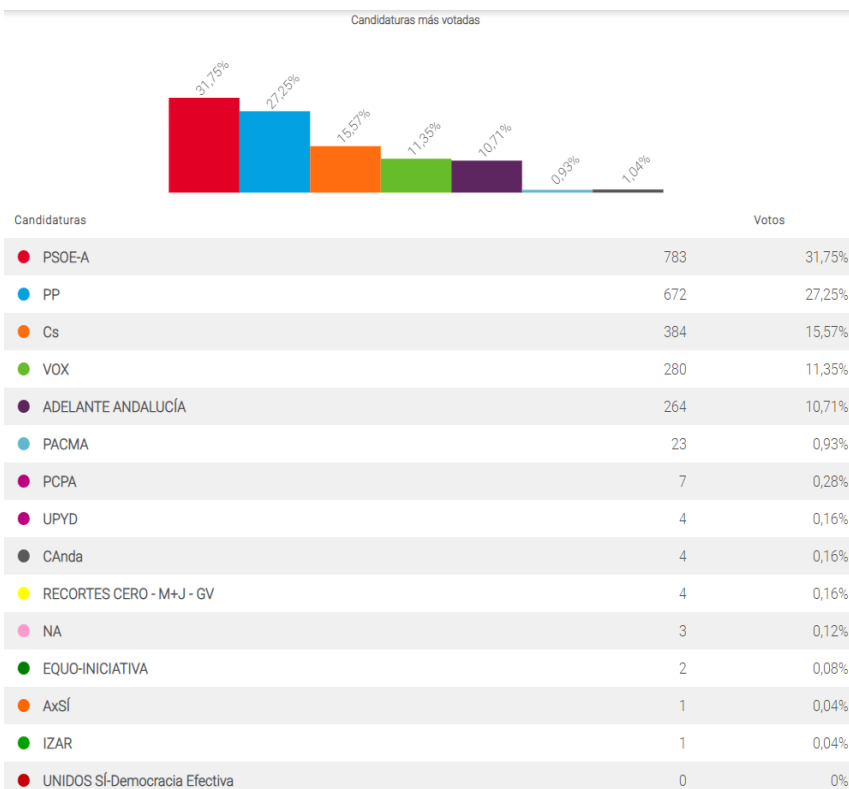 Candidaturas más votadas
31,75%
27,25%
15,57%
11,35%
10,71%
0,93%
1,04%
Candidaturas Votos
PSOE-A 783 31,75%
PP 672 27,25%
Cs 384 15,57%
VOX 280 11,35%
ADELANTE ANDALUCÍA 264 10,71%
PACMA 23 0,93%
PCPA 7 0,28%
UPYD 4 0,16%
CAnda 4 0,16%
RECORTES CERO - M+J - GV 4 0,16%
NA 3 0,12%
EQUO-INICIATIVA 2 0,08%
AxSÍ 1 0,04%
IZAR 1 0,04%
UNIDOS SÍ-Democracia Efectiva 0 0%